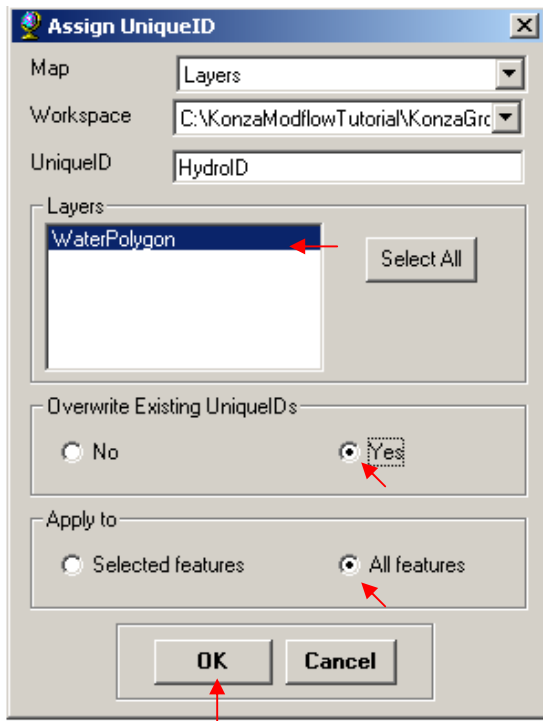 Assign UniqueID
Map Layers
Workspace C:\KonzaModflowTutorial\KonzaGrc
UniqueID HydroID
Layers
WaterPolygon
Select All
Overwrite Existing UniqueIDs
No Yes
Apply to
Selected features All features
OK Cancel